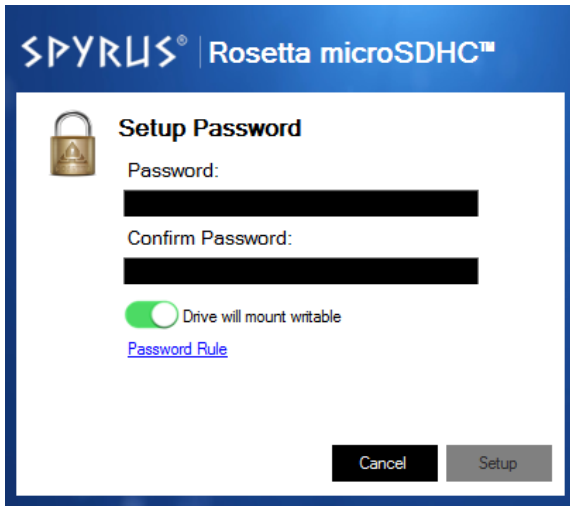 SPYRUS® | Rosetta microSDHC™
Setup Password
Password:
Confirm Password:
Drive will mount writable
Password Rule
Cancel Setup